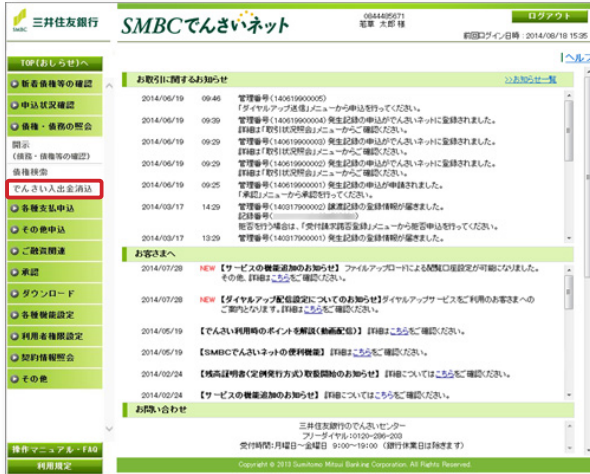 三井住友銀行
SMBC
SMBCでんさいネット
0844485671
若草 太郎 様
ログアウト
前回ログイン日時:2014/08/18 15:35
TOP(おしらせ)へ
新着債権等の確認
申込状況確認
債権・債務の照会
開示
(債務・債権等の確認)
債権検索
でんさい入出金消込
各種支払申込
その他申込
ご融資関連
承認
ダウンロード
各種機能設定
利用者権限設定
契約情報照会
その他
操作マニュアル・FAQ
利用規定
ヘルプ
お取引に関するお知らせ
>>お知らせ一覧
2014/06/19 09:46 管理番号(140619900005)
「ダイヤルアップ送信」メニューから申込を行ってください。
2014/06/19 09:39 管理番号(140619900004) 発生記録の申込がでんさいネットに登録されました。
詳細は「取引状況照会」メニューからご確認ください。
2014/06/19 09:29 管理番号(140619900003) 発生記録の申込がでんさいネットに登録されました。
詳細は「取引状況照会」メニューからご確認ください。
2014/06/19 09:29 管理番号(140619900002) 発生記録の申込がでんさいネットに登録されました。
詳細は「取引状況照会」メニューからご確認ください。
2014/06/19 09:25 管理番号(140619900001) 発生記録の申込が申請されました。
「承認」メニューから承認を行ってください。
2014/03/17 14:29 管理番号(140317900002) 譲渡記録の登録情報が届きました。
記録番号( )
拒否を行う場合は、「受付請求諾否登録」メニューから拒否申込を行ってください。
2014/03/17 13:29 管理番号(140317900001) 発生記録の登録情報が届きました。
お客さまへ
2014/07/28 NEW 【サービスの機能追加のお知らせ】 ファイルアップロードによる閲覧口座設定が可能になりました。
その他、詳細はこちらをご確認ください。
2014/07/28 NEW 【ダイヤルアップ配信設定についてのお知らせ】ダイヤルアップサービスをご利用のお客さまへの
ご案内となります。詳細はこちらをご確認ください。
2014/05/19 【でんさい利用時のポイントを解説(動画配信)】 詳細はこちらをご確認ください。
2014/05/19 【SMBCでんさいネットの便利機能】 詳細はこちらをご確認ください。
2014/02/24 【残高証明書(定例発行方式)取扱開始のお知らせ】 詳細についてはこちらをご確認ください。
2014/02/24 【サービスの機能追加のお知らせ】 詳細についてはこちらをご確認ください。
お問い合わせ
三井住友銀行のでんさいセンター
フリーダイヤル:0120-286-203
受付時間:月曜日~金曜日 9:00~19:00 (銀行休業日は除きます)
Copyright © 2013 Sumitomo Mitsui Banking Corporation. All Rights Reserved.